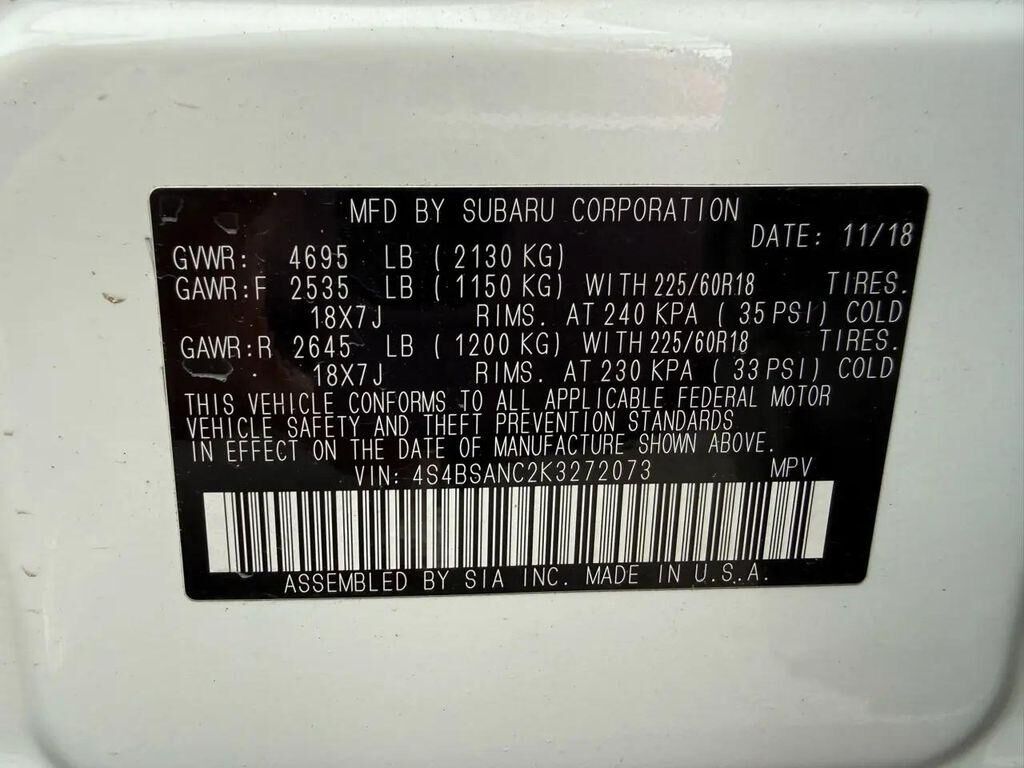 MFD BY SUBARU CORPORATION
DATE: 11/18
GVWR: 4695 LB ( 2130 KG)
GAWR:F 2535 LB ( 1150 KG) WITH 225/60R18 TIRES.
18X7J RIMS. AT 240 KPA ( 35 PSI) COLD
GAWR:R 2645 LB ( 1200 KG) WITH 225/60R18 TIRES.
18X7J RIMS. AT 230 KPA ( 33 PSI) COLD
THIS VEHICLE CONFORMS TO ALL APPLICABLE FEDERAL MOTOR
VEHICLE SAFETY AND THEFT PREVENTION STANDARDS
IN EFFECT ON THE DATE OF MANUFACTURE SHOWN ABOVE.
VIN: 4S4BSANC2K3272073 MPV
ASSEMBLED BY SIA INC. MADE IN U.S.A.